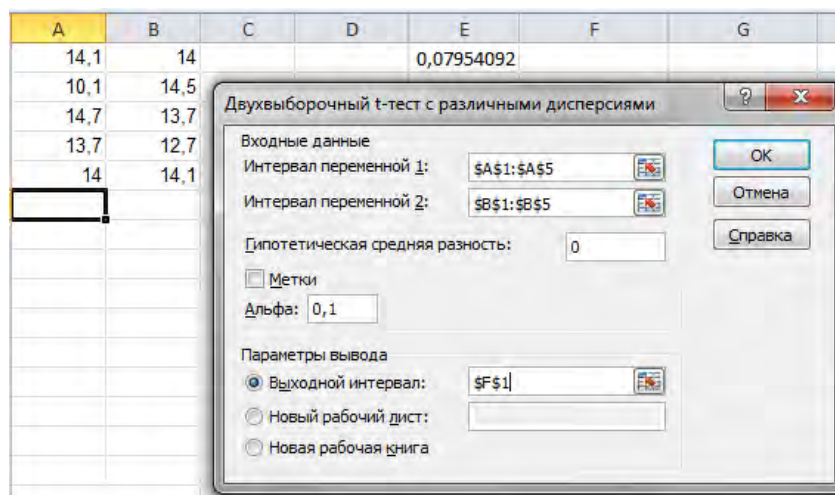 A B C D E F G
14,1 14 0,07954092
10,1 14,5
14,7 13,7
13,7 12,7
14 14,1
Двухвыборочный t-тест с различными дисперсиями
Входные данные
Интервал переменной 1: $A$1:$A$5
Интервал переменной 2: $B$1:$B$5
Гипотетическая средняя разность: 0
Метки
Альфа: 0,1
Параметры вывода
Выходной интервал: $F$1
Новый рабочий лист:
Новая рабочая книга
?
ОК
Отмена
Справка